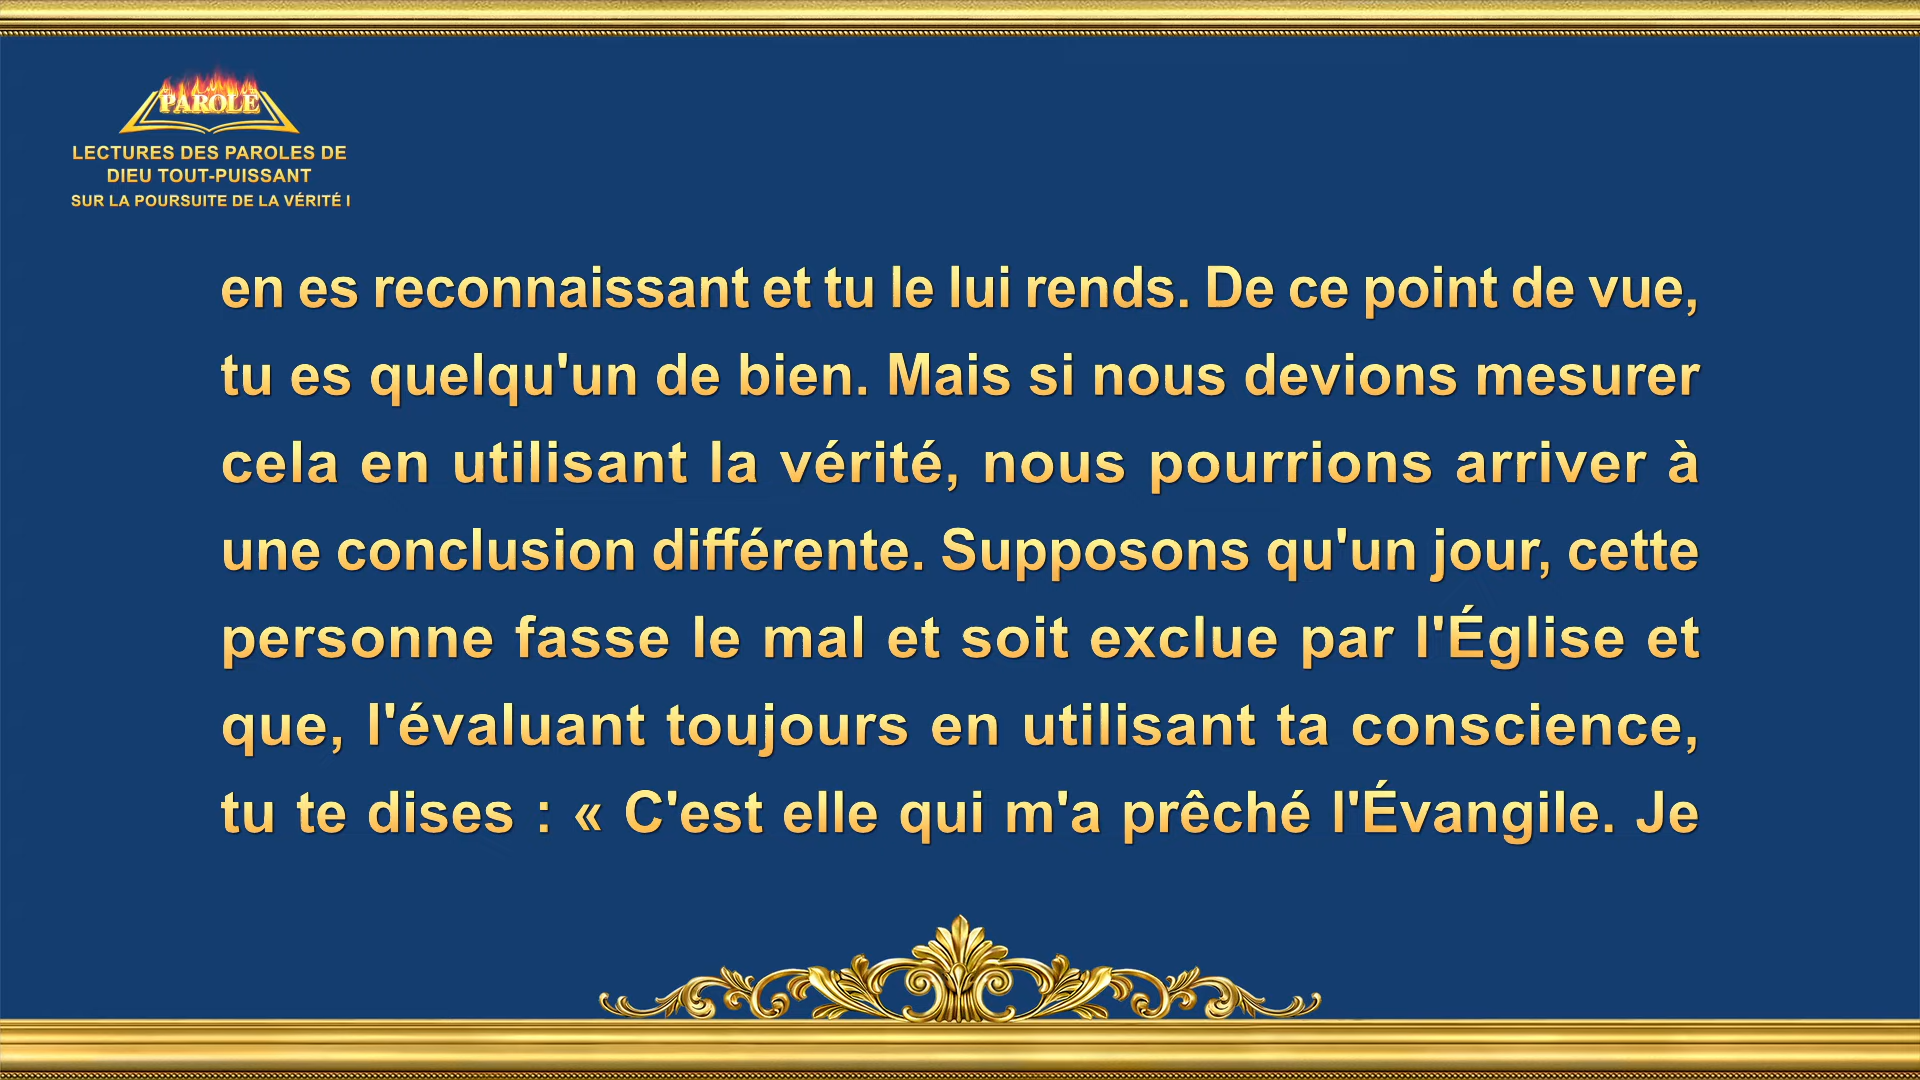 PAROLE
LECTURES DES PAROLES DE
DIEU TOUT-PUISSANT
SUR LA POURSUITE DE LA VÉRITÉ I
en es reconnaissant et tu le lui rends. De ce point de vue,
tu es quelqu'un de bien. Mais si nous devions mesurer
cela en utilisant la vérité, nous pourrions arriver à
une conclusion différente. Supposons qu'un jour, cette
personne fasse le mal et soit exclue par l'Église et
que, l'évaluant toujours en utilisant ta conscience,
tu te dises : « C'est elle qui m'a prêché l'Évangile. Je